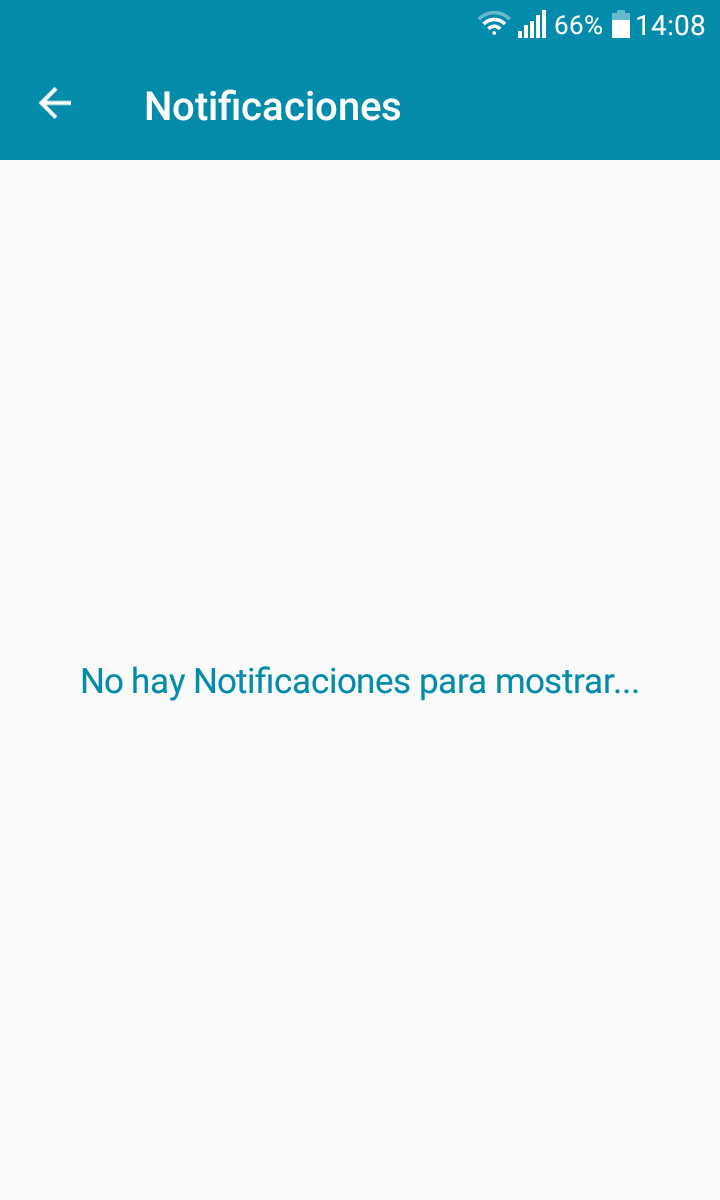 66% 14:08
Notificaciones
No hay Notificaciones para mostrar...